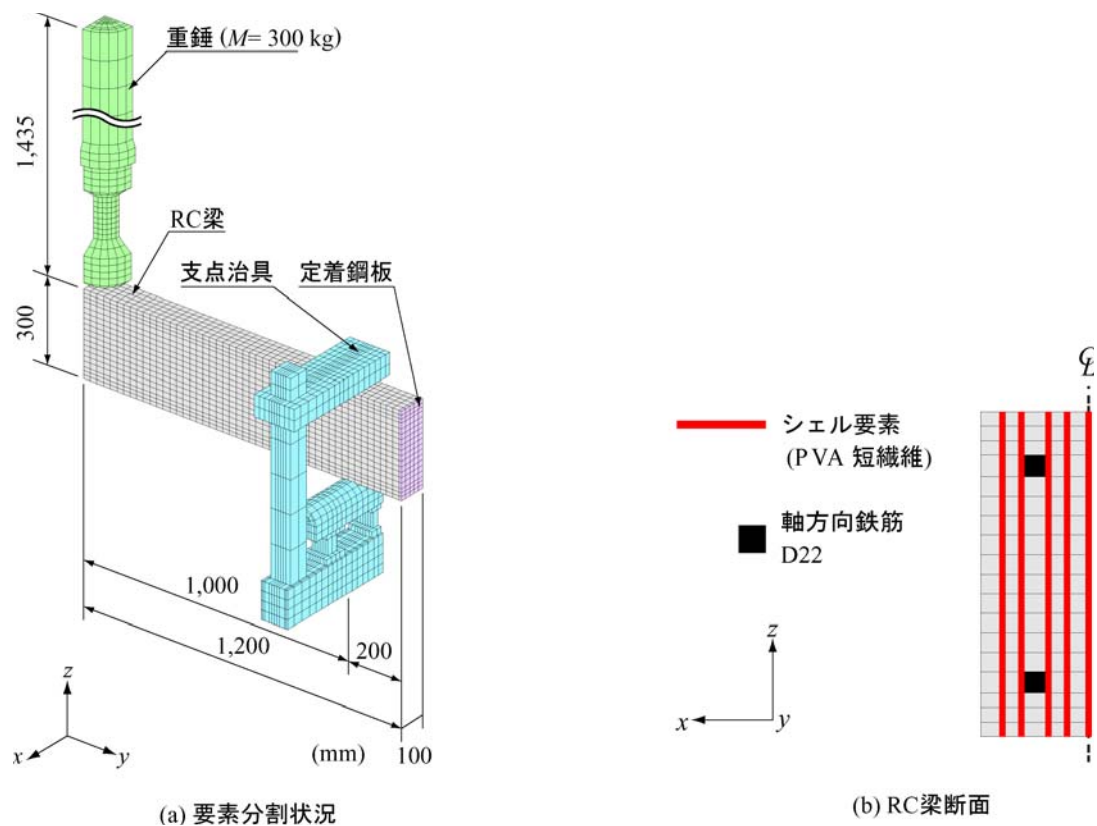 重錘 (M= 300 kg)
1,435
RC梁
支点治具
定着鋼板
300
1,000
1,200
200
(mm)
100
z
x
y
(a) 要素分割状況
CL
シェル要素
(PVA 短繊維)
軸方向鉄筋
D22
z
x
y
(b) RC梁断面